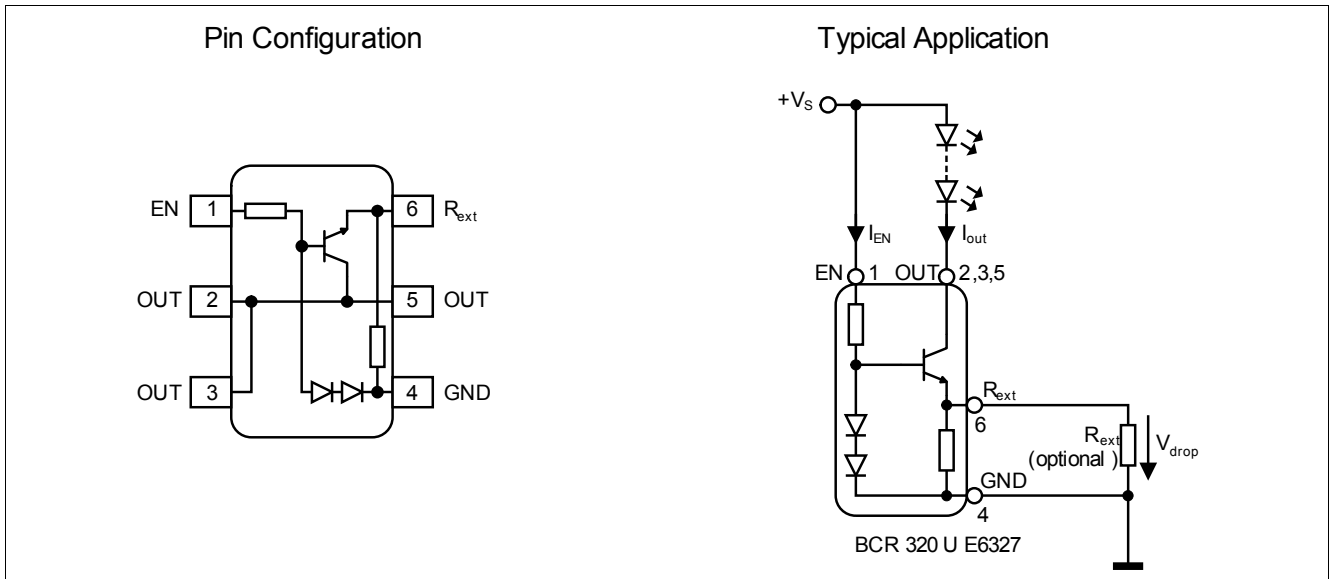 Pin Configuration
EN 1
6 Rext
OUT 2
5 OUT
OUT 3
4 GND
Typical Application
+VS
IEN
Iout
EN 1 OUT 2,3,5
Rext
6
Rext
(optional )
Vdrop
GND
4
BCR 320 U E6327